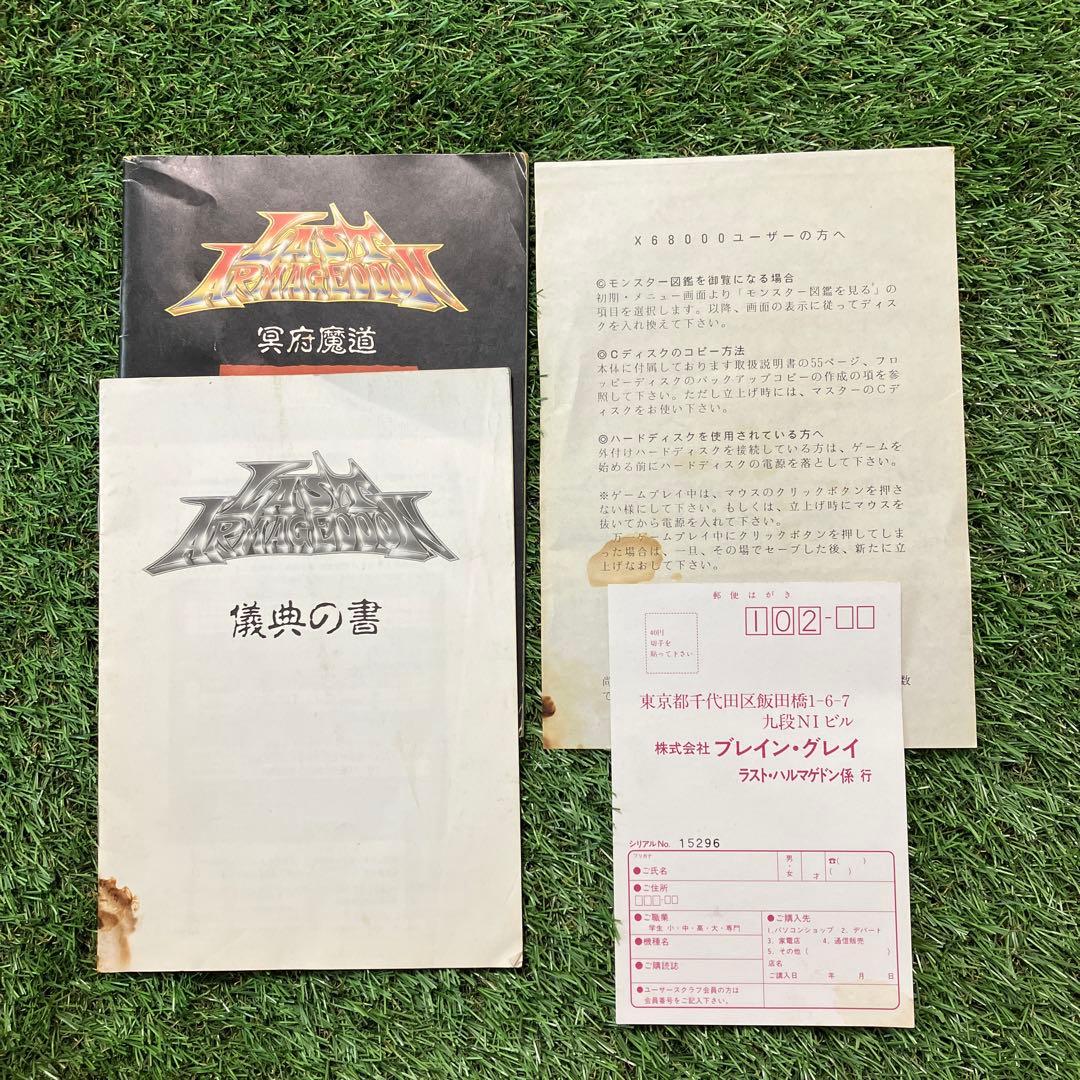 LAST
ARMAGEDDON
冥府魔道
LAST
ARMAGEDDON
儀典の書
X68000ユーザーの方へ
◎モンスター図鑑を御覧になる場合
初期・メニュー画面より「モンスター図鑑を見る」の
項目を選択します。以降、画面の表示に従ってディス
クを入れ換えて下さい。
◎Cディスクのコピー方法
本体に付属しております取扱説明書の55ページ、フロ
ッピーディスクのバックアップコピーの作成の項を参
照して下さい。ただし立上げ時には、マスターのCデ
ィスクをお使い下さい。
◎ハードディスクを使用されている方へ
外付けハードディスクを接続している方は、ゲームを
始める前にハードディスクの電源を落として下さい。
※ゲームプレイ中は、マウスのクリックボタンを押さ
ない様にして下さい。もしくは、立上げ時にマウスを
抜いてから電源を入れて下さい。
万一ゲームプレイ中にクリックボタンを押してしま
った場合は、一旦、その場でセーブした後、新たに立
上げなおして下さい。
尚
数
で
郵便はがき
102-□□
40円
切手を
貼って下さい
東京都千代田区飯田橋1-6-7
九段NIビル
株式会社 ブレイン・グレイ
ラスト・ハルマゲドン係 行
シリアルNo. 15296
フリガナ
●ご氏名
男・女
才
☎( )
( )
●ご住所
□□□-□□
●ご職業
学生 小・中・高・大・専門
●機種名
●ご購読誌
●ご購入先
1.パソコンショップ 2.デパート
3.家電店 4.通信販売
5.その他( )
店名
ご購入日 年 月 日
●ユーザースクラブ会員の方は
会員番号をご記入下さい。